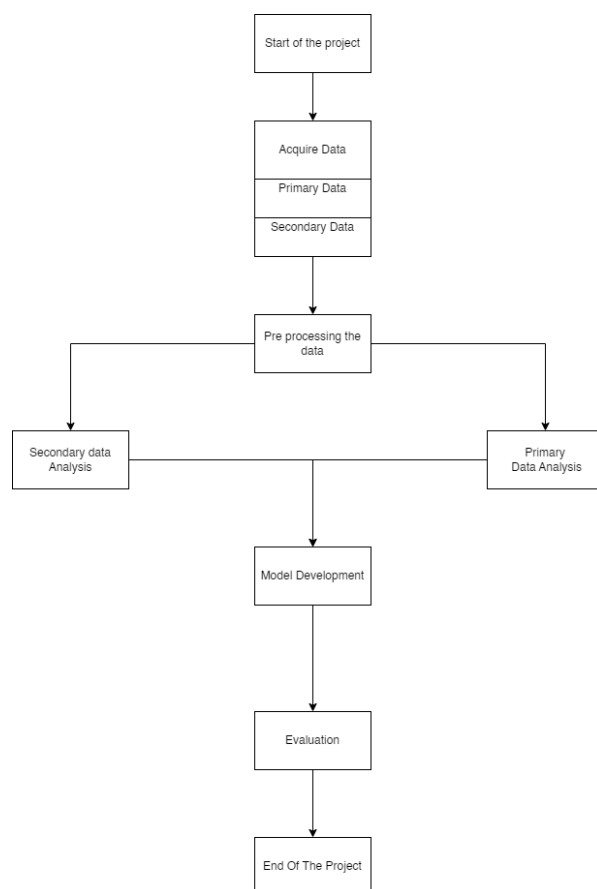 Start of the project
Acquire Data
Primary Data
Secondary Data
Pre processing the
data
Secondary data
Analysis
Primary
Data Analysis
Model Development
Evaluation
End Of The Project